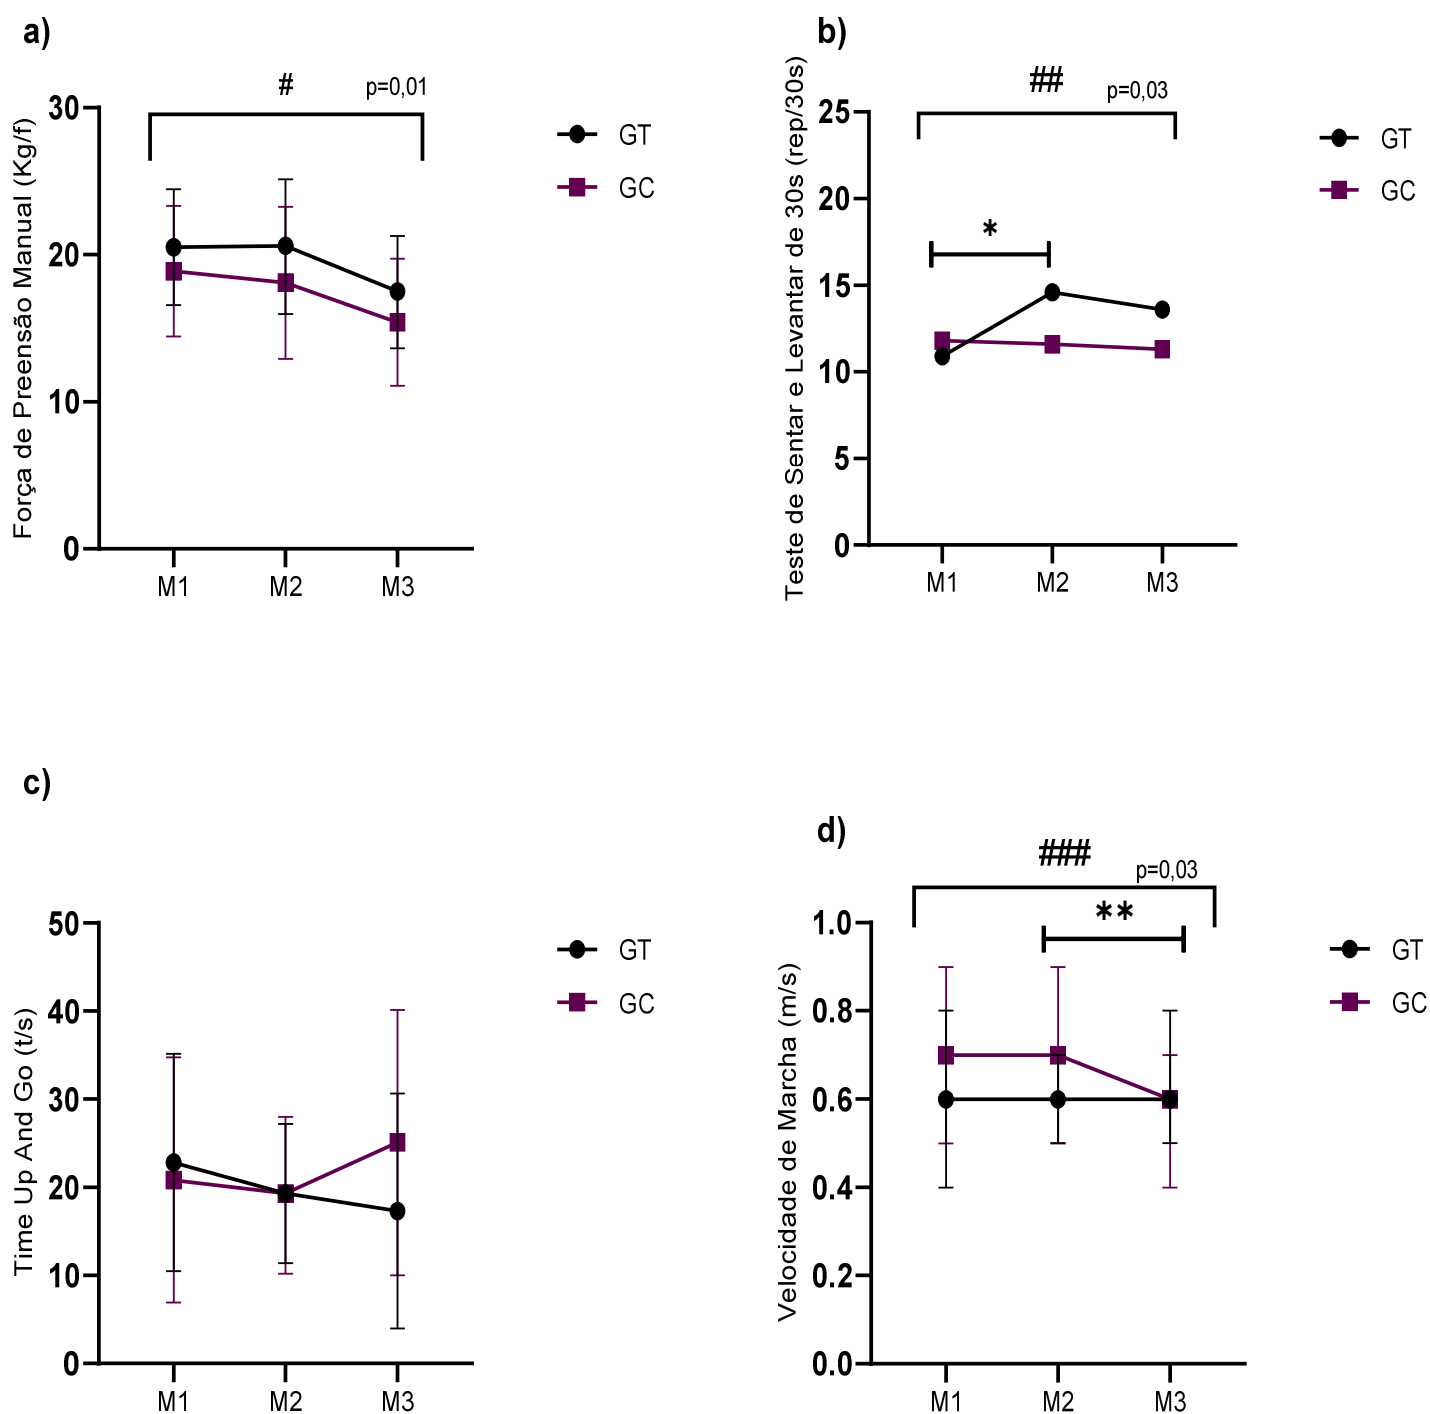 a)
#
p=0,01
Força de Preensão Manual (Kg/f)
30
20
10
0
M1 M2 M3
GT
GC
b)
##
p=0,03
Teste de Sentar e Levantar de 30s (rep/30s)
25
20
15
10
5
0
*
M1 M2 M3
GT
GC
c)
Time Up And Go (t/s)
50
40
30
20
10
0
M1 M2 M3
GT
GC
d)
###
p=0,03
**
Velocidade de Marcha (m/s)
1.0
0.8
0.6
0.4
0.2
0.0
M1 M2 M3
GT
GC